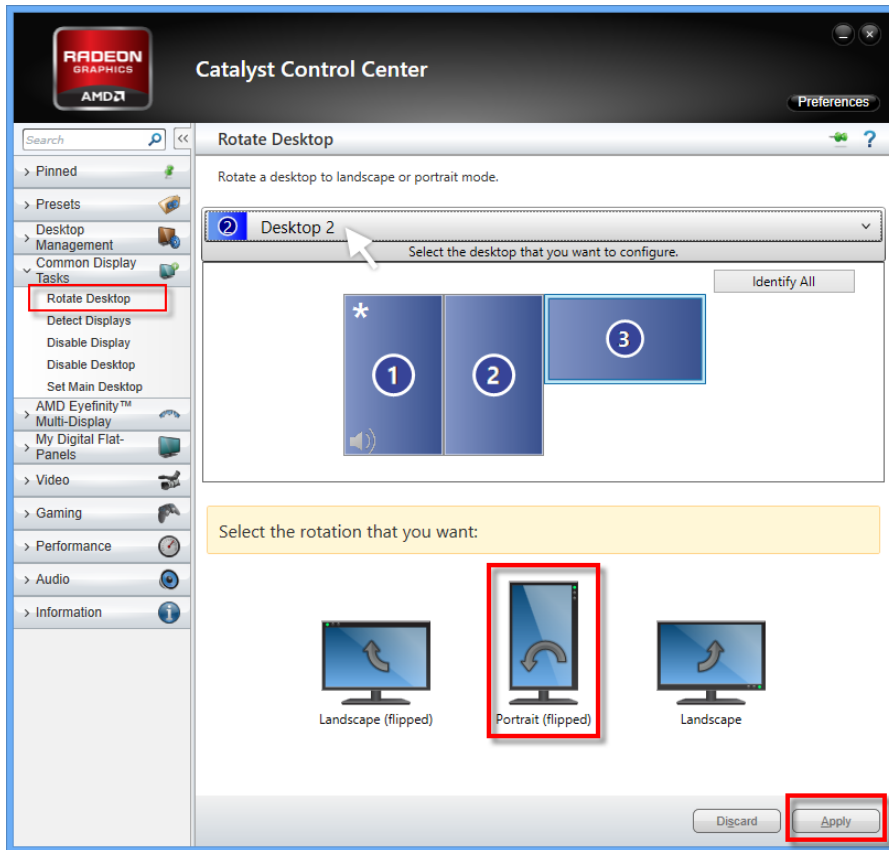 RADEON
GRAPHICS
AMD
Catalyst Control Center
Preferences
Search
<<
Rotate Desktop
?
> Pinned
Rotate a desktop to landscape or portrait mode.
> Presets
> Desktop
Management
2 Desktop 2
Select the desktop that you want to configure.
Common Display
Tasks
Rotate Desktop
Detect Displays
Disable Display
Disable Desktop
Set Main Desktop
Identify All
*
1
2
3
> AMD Eyefinity™
Multi-Display
> My Digital Flat-
Panels
> Video
> Gaming
> Performance
> Audio
> Information
Select the rotation that you want:
Landscape (flipped)
Portrait (flipped)
Landscape
Discard
Apply